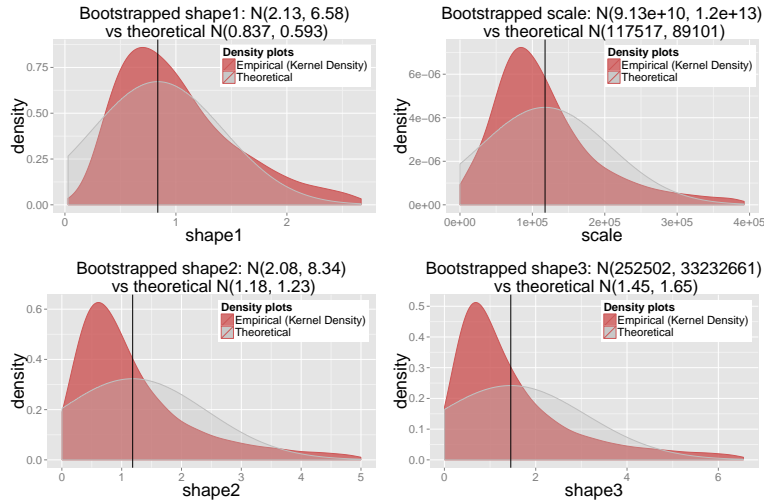 Bootstrapped shape1: N(2.13, 6.58)
vs theoretical N(0.837, 0.593)
Density plots
Empirical (Kernel Density)
Theoretical
density
0.75
0.50
0.25
0.00
0
1
2
shape1
Bootstrapped scale: N(9.13e+10, 1.2e+13)
vs theoretical N(117517, 89101)
Density plots
Empirical (Kernel Density)
Theoretical
density
6e−06
4e−06
2e−06
0e+00
0e+00
1e+05
2e+05
3e+05
4e+05
scale
Bootstrapped shape2: N(2.08, 8.34)
vs theoretical N(1.18, 1.23)
Density plots
Empirical (Kernel Density)
Theoretical
density
0.6
0.4
0.2
0.0
0
1
2
3
4
5
shape2
Bootstrapped shape3: N(252502, 33232661)
vs theoretical N(1.45, 1.65)
Density plots
Empirical (Kernel Density)
Theoretical
density
0.5
0.4
0.3
0.2
0.1
0.0
0
2
4
6
shape3